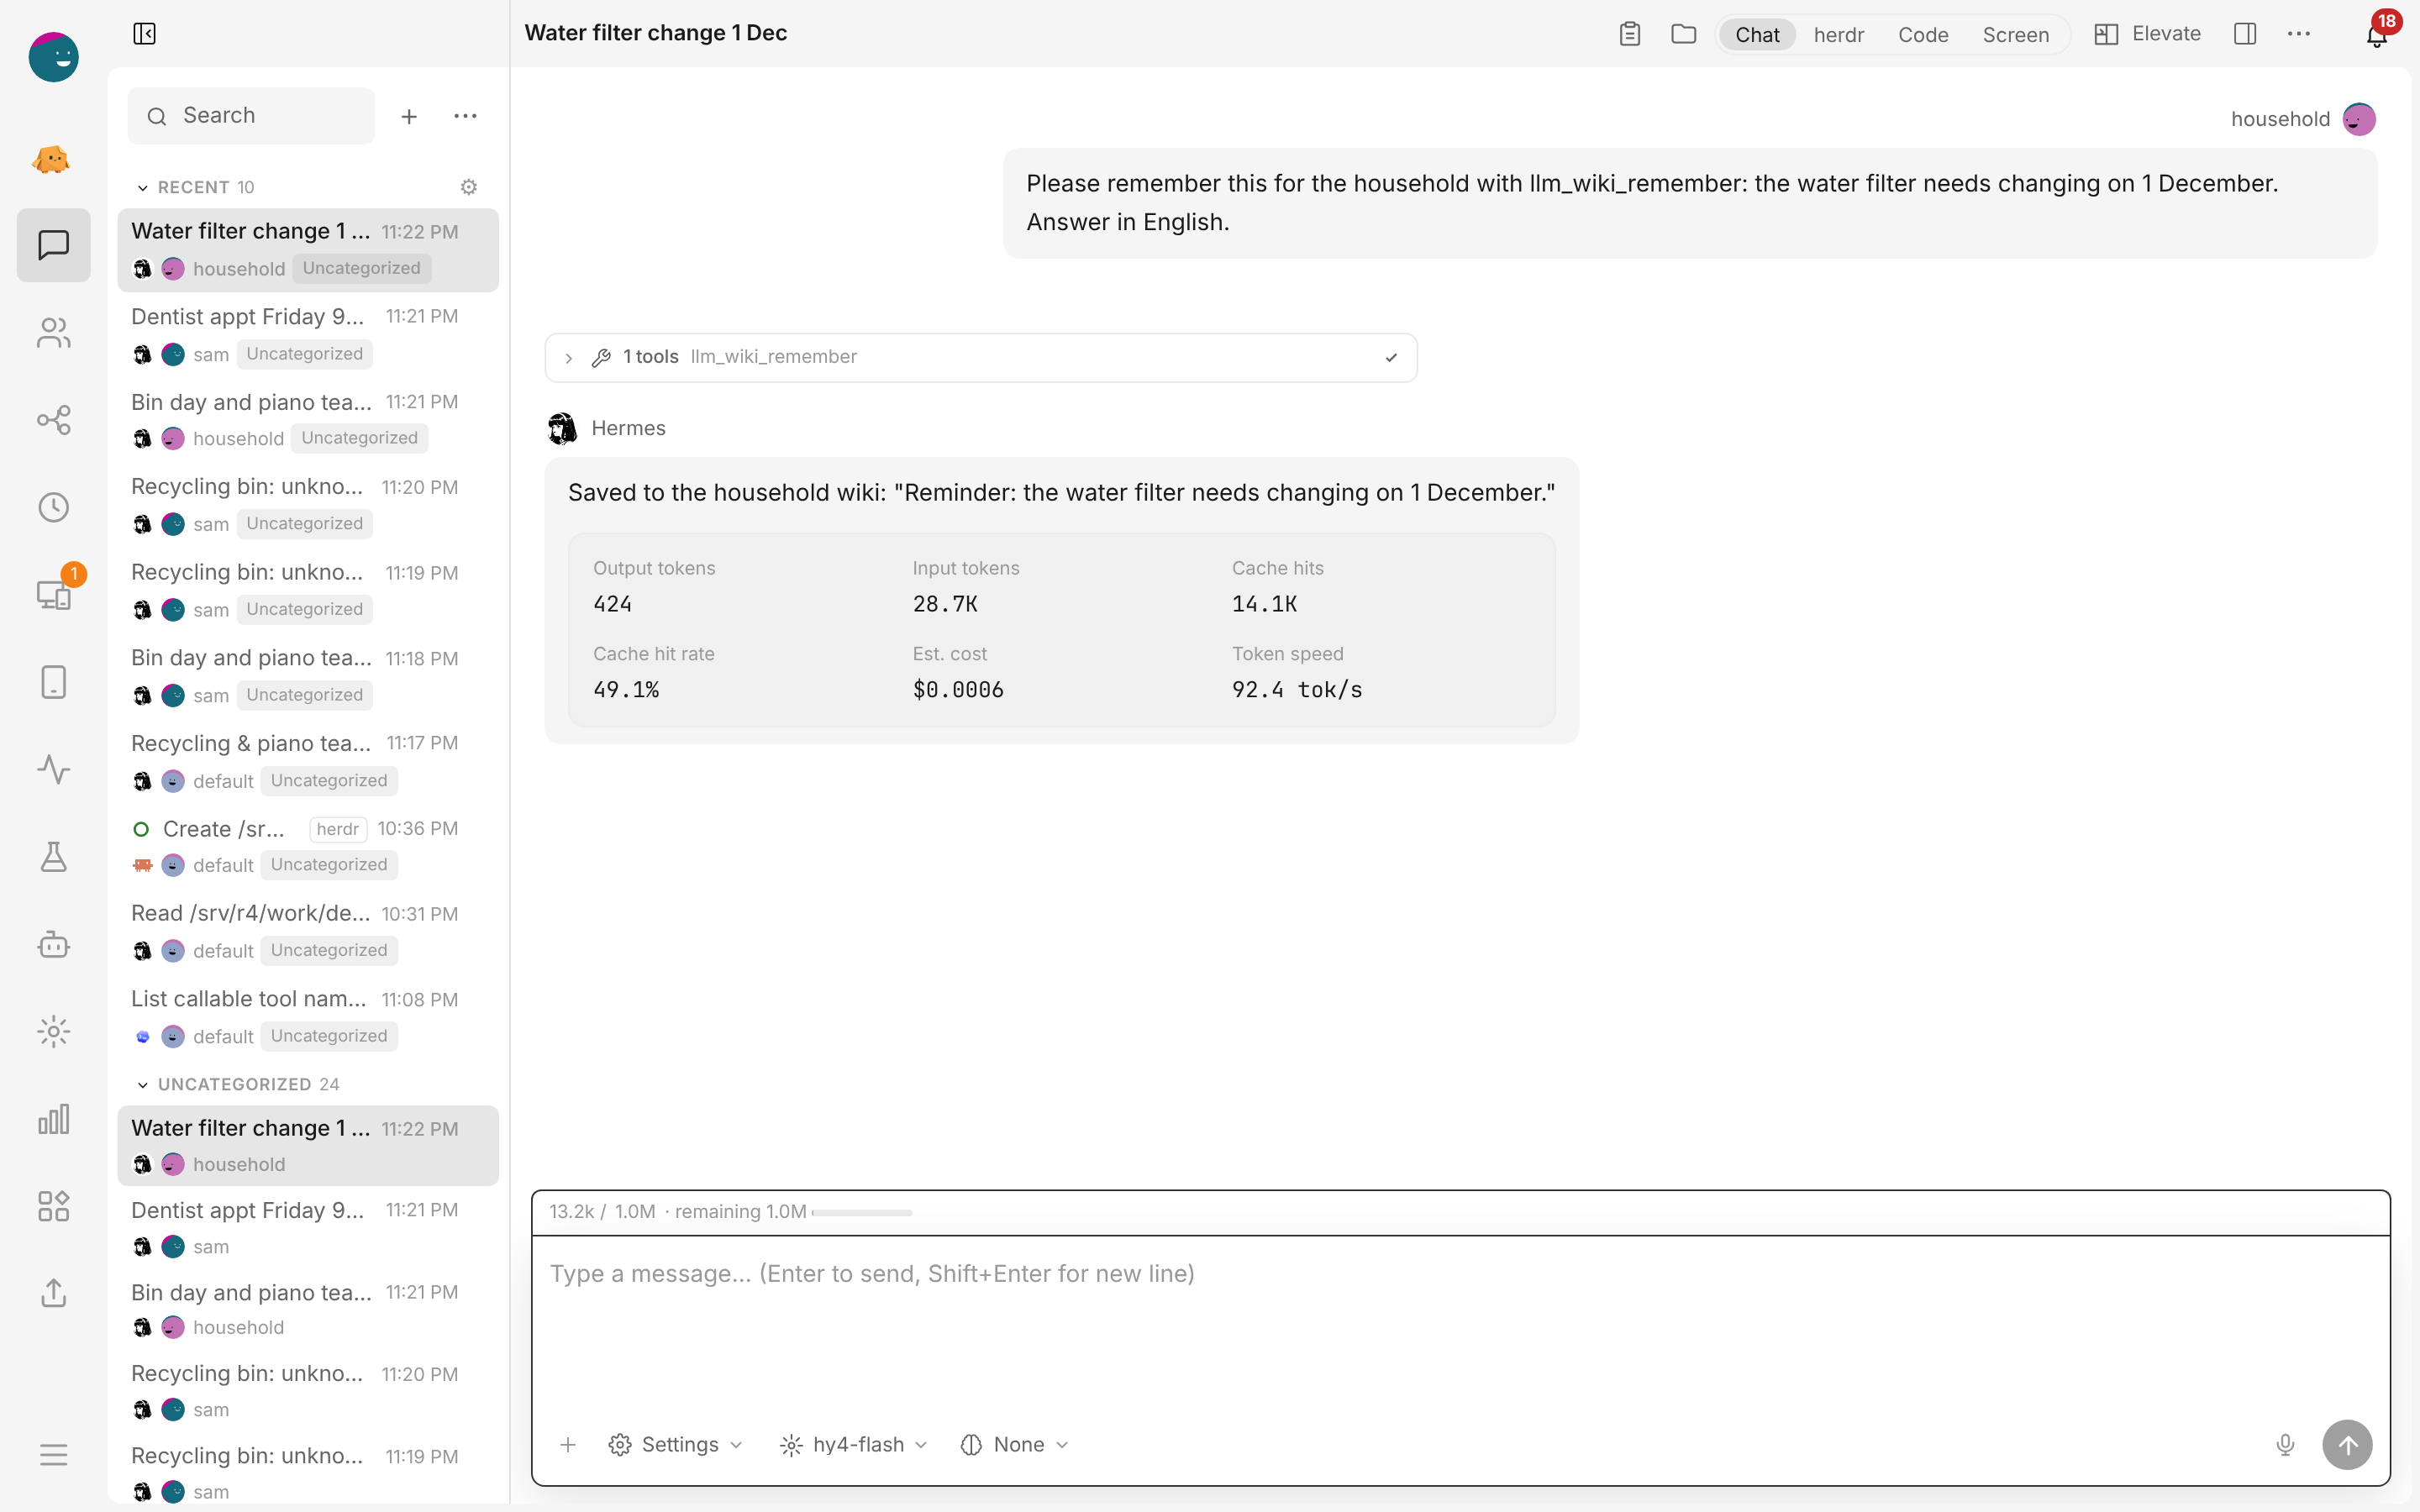 Water filter change 1 Dec
Chat
herdr
Code
Screen
Elevate
18
Search
RECENT 10
Water filter change 1 ... 11:22 PM
household Uncategorized
Dentist appt Friday 9... 11:21 PM
sam Uncategorized
Bin day and piano tea... 11:21 PM
household Uncategorized
Recycling bin: unkno... 11:20 PM
sam Uncategorized
Recycling bin: unkno... 11:19 PM
sam Uncategorized
1
Bin day and piano tea... 11:18 PM
sam Uncategorized
Recycling & piano tea... 11:17 PM
default Uncategorized
Create /sr... herdr 10:36 PM
default Uncategorized
Read /srv/r4/work/de... 10:31 PM
default Uncategorized
List callable tool nam... 11:08 PM
default Uncategorized
UNCATEGORIZED 24
Water filter change 1 ... 11:22 PM
household
Dentist appt Friday 9... 11:21 PM
sam
Bin day and piano tea... 11:21 PM
household
Recycling bin: unkno... 11:20 PM
sam
Recycling bin: unkno... 11:19 PM
sam
household
Please remember this for the household with llm_wiki_remember: the water filter needs changing on 1 December.
Answer in English.
1 tools llm_wiki_remember
Hermes
Saved to the household wiki: "Reminder: the water filter needs changing on 1 December."
Output tokens Input tokens Cache hits
424 28.7K 14.1K
Cache hit rate Est. cost Token speed
49.1% $0.0006 92.4 tok/s
13.2k / 1.0M · remaining 1.0M
Type a message... (Enter to send, Shift+Enter for new line)
Settings hy4-flash None